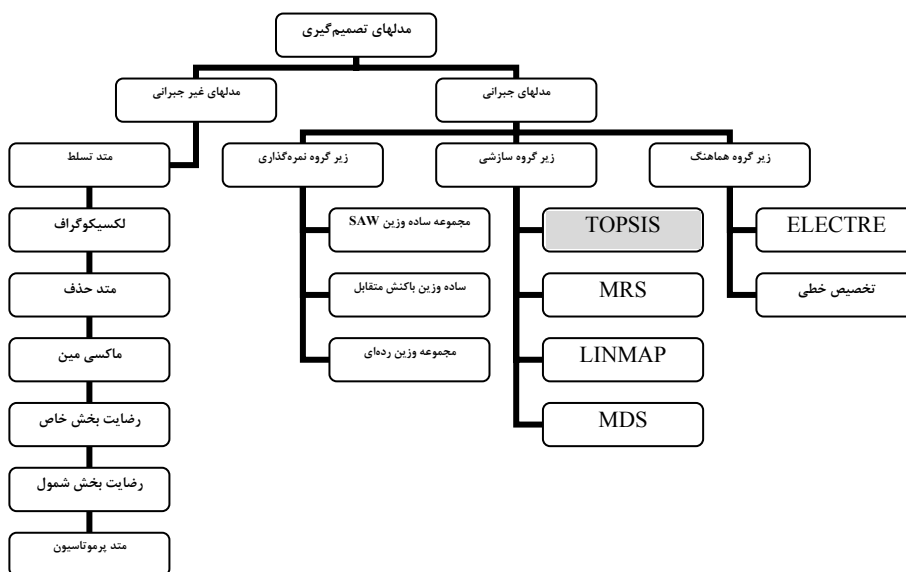 مدلهای تصمیم‌گیری
مدلهای جبرانی
مدلهای غیر جبرانی
زیر گروه هماهنگ
زیر گروه سازشی
زیر گروه نمره‌گذاری
متد تسلط
ELECTRE
TOPSIS
مجموعه ساده وزین SAW
لکسیکوگراف
تخصیص خطی
MRS
ساده وزین باکنش متقابل
متد حذف
LINMAP
مجموعه وزین رده‌ای
ماکسی مین
MDS
رضایت بخش خاص
رضایت بخش شمول
متد پرموتاسیون